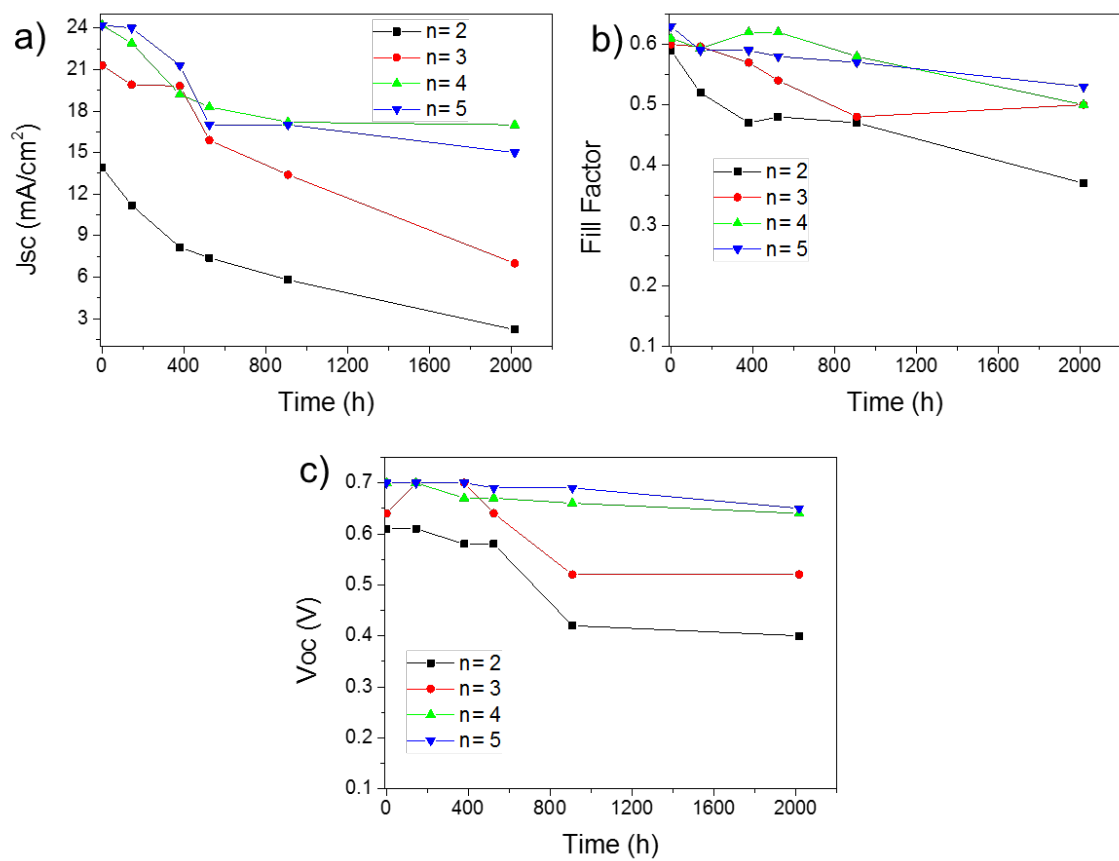 a)
24
21
18
15
12
9
6
3
Jsc (mA/cm²)
0 400 800 1200 1600 2000
Time (h)
n= 2
n= 3
n= 4
n= 5
b)
0.6
0.5
0.4
0.3
0.2
0.1
Fill Factor
0 400 800 1200 1600 2000
Time (h)
n= 2
n= 3
n= 4
n= 5
c)
0.7
0.6
0.5
0.4
0.3
0.2
0.1
Voc (V)
0 400 800 1200 1600 2000
Time (h)
n= 2
n= 3
n= 4
n= 5